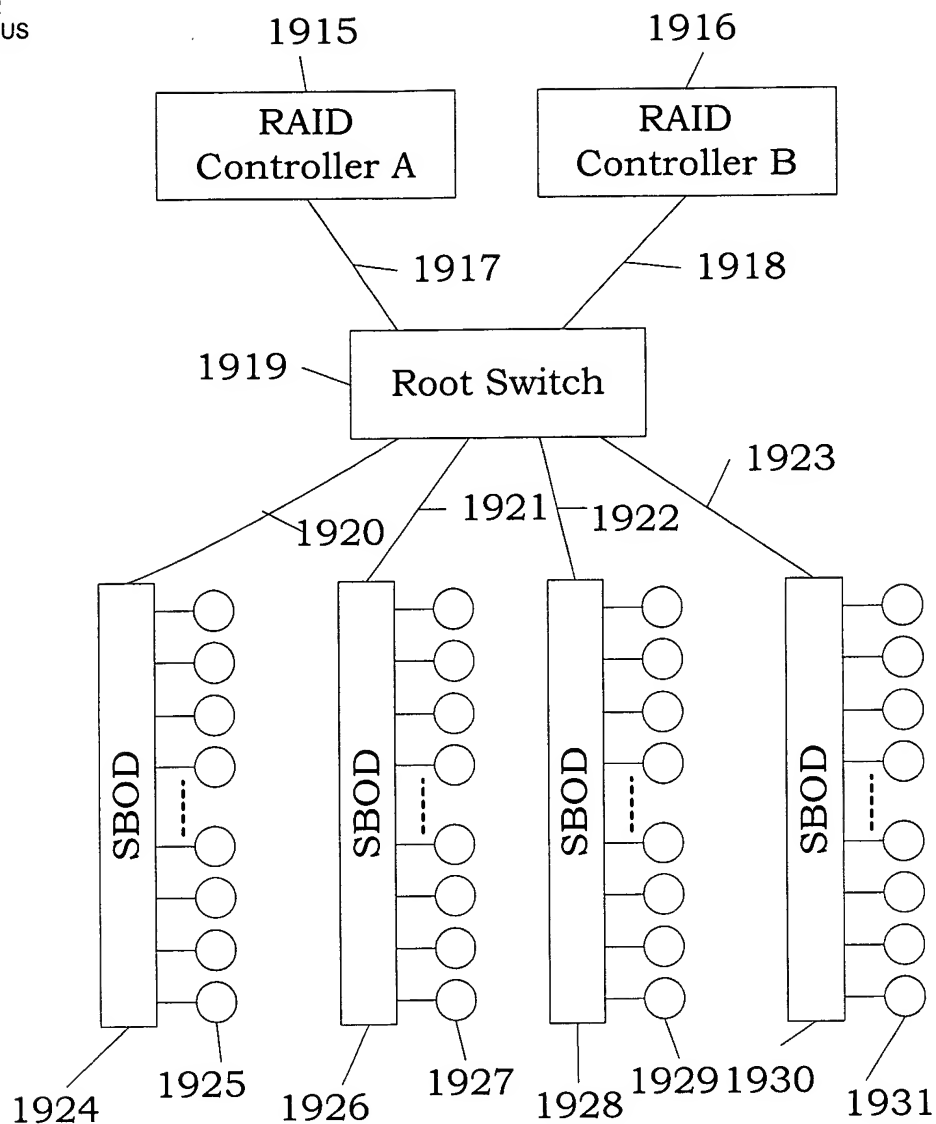 US
1915
1916
RAID
Controller A
RAID
Controller B
1917
1918
1919
Root Switch
1920
1921
1922
1923
SBOD
SBOD
SBOD
SBOD
1924
1925
1926
1927
1928
1929
1930
1931